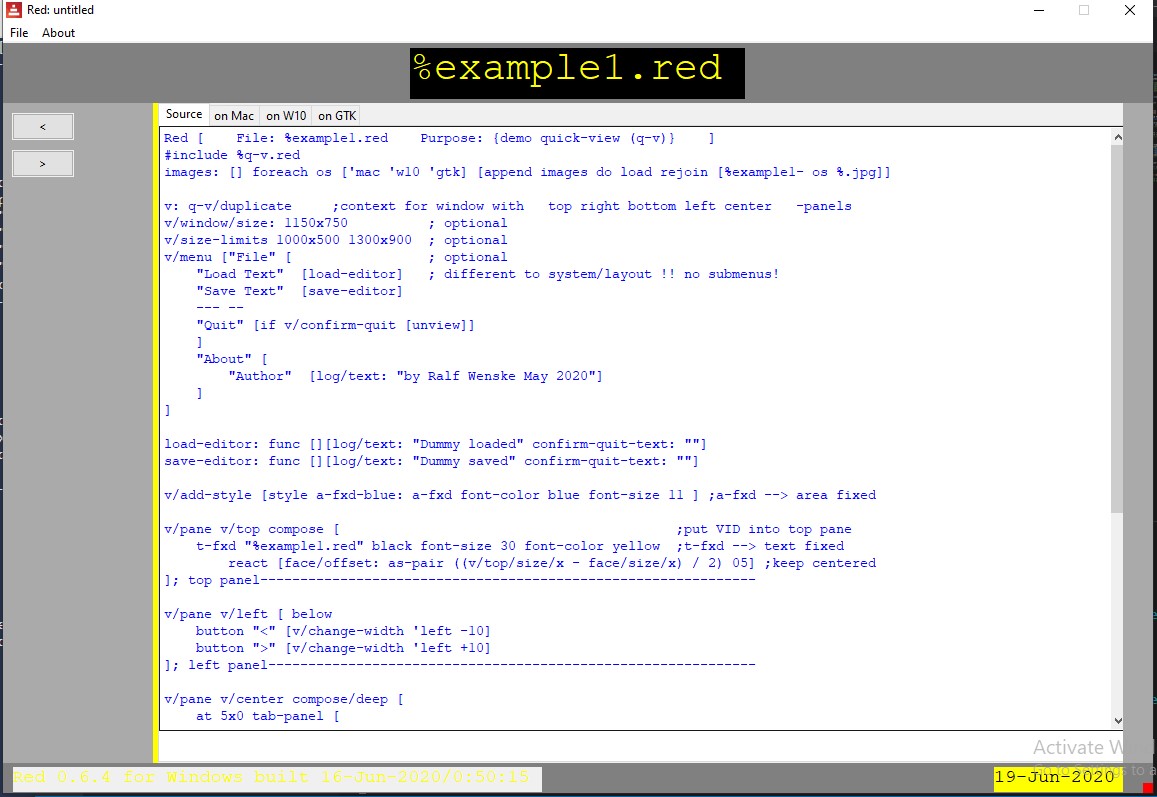 Red: untitled
File About
%example1.red
<
>
Source on Mac on W10 on GTK
Red [    File: %example1.red    Purpose: {demo quick-view (q-v)}    ]
#include %q-v.red
images: [] foreach os ['mac 'w10 'gtk] [append images do load rejoin [%example1- os %.jpg]]
v: q-v/duplicate     ;context for window with   top right bottom left center   -panels
v/window/size: 1150x750          ; optional
v/size-limits 1000x500 1300x900  ; optional
v/menu ["File" [                 ; optional
    "Load Text"  [load-editor]   ; different to system/layout !! no submenus!
    "Save Text"  [save-editor]
    --- --
    "Quit" [if v/confirm-quit [unview]]
    ]
    "About" [
        "Author"  [log/text: "by Ralf Wenske May 2020"]
    ]
]
load-editor: func [][log/text: "Dummy loaded" confirm-quit-text: ""]
save-editor: func [][log/text: "Dummy saved" confirm-quit-text: ""]
v/add-style [style a-fxd-blue: a-fxd font-color blue font-size 11 ] ;a-fxd --> area fixed
v/pane v/top compose [                                          ;put VID into top pane
    t-fxd "%example1.red" black font-size 30 font-color yellow  ;t-fxd --> text fixed
        react [face/offset: as-pair ((v/top/size/x - face/size/x) / 2) 05] ;keep centered
]; top panel--------------------------------------------------------------
v/pane v/left [ below
    button "<" [v/change-width 'left -10]
    button ">" [v/change-width 'left +10]
]; left panel-------------------------------------------------------------
v/pane v/center compose/deep [
    at 5x0 tab-panel [
Activate W
Red 0.6.4 for Windows built 16-Jun-2020/0:50:15
19-Jun-2020